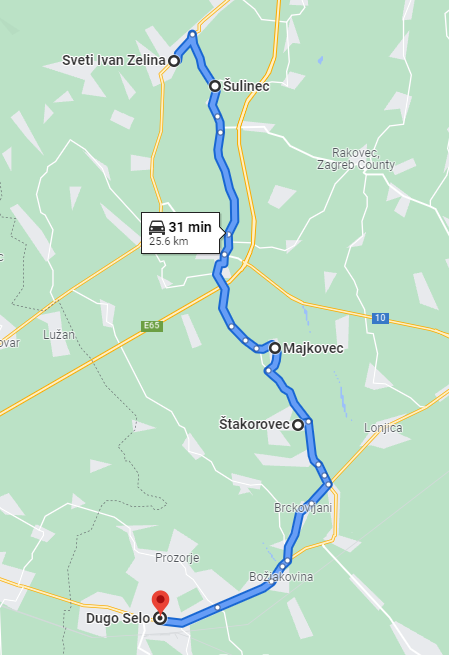 Sveti Ivan Zelina
Šulinec
Rakovec,
Zagreb County
31 min
25.6 km
10
E65
Lužan
ovar
Majkovec
Štakorovec
Lonjica
Brckovljani
Prozorje
Božjakovina
Dugo Selo